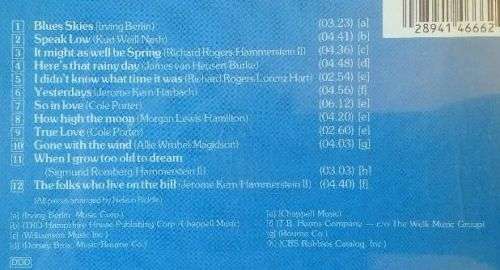 1 Blues Skies (Irving Berlin) (03.23) [a]
2 Speak Low (Kurt Weill Nash) (04.41) [b]
3 It might as well be Spring (Richard Rogers Hammerstein II) (04.36) [c]
4 Here's that rainy day (James van Heusen Burke) (04.48) [d]
5 I didn't know what time it was (Richard Rogers Lorenz Hart) (02.54) [e]
6 Yesterdays (Jerome Kern Harbach) (04.56) [f]
7 So in love (Cole Porter) (06.12) [e]
8 How high the moon (Morgan Lewis Hamilton) (04.20) [e]
9 True Love (Cole Porter) (02.60) [e]
10 Gone with the wind (Allie Wrubel Magidson) (04.03) [g]
11 When I grow too old to dream
(Sigmund Romberg Hammerstein II) (03.03) [h]
12 The folks who live on the hill (Jerome Kern Hammerstein II) (04.40) [f]
(All pieces arranged by Nelson Riddle)
[a] (Irving Berlin Music Corp.)
[b] (TRO Hampshire House Publishing Corp./Chappell Music)
[c] (Williamson Music Inc.)
[d] (Dorsey Bros. Music/Bourne Co.)
[e] (Chappell Music)
[f] (T.B. Harms Company — c/o The Welk Music Group)
[g] (Bourne Co.)
[h] (CBS Robbins Catalog, Inc.)
DDD
28941 46662